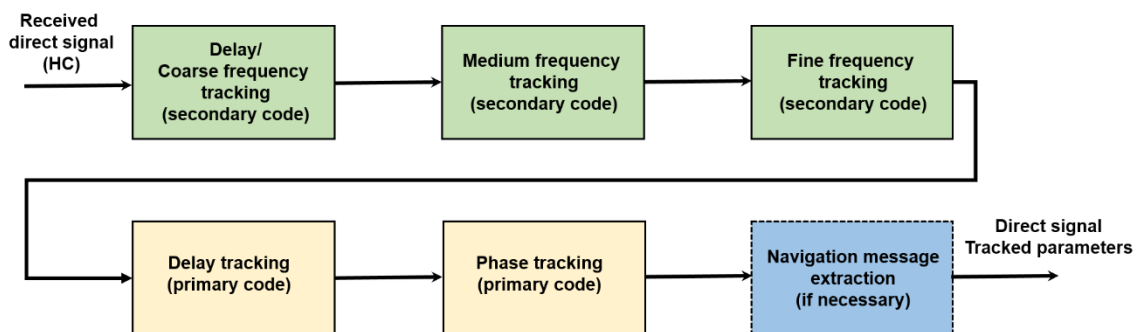 Received
direct signal
(HC)
Delay/
Coarse frequency
tracking
(secondary code)
Medium frequency
tracking
(secondary code)
Fine frequency
tracking
(secondary code)
Delay tracking
(primary code)
Phase tracking
(primary code)
Navigation message
extraction
(if necessary)
Direct signal
Tracked parameters